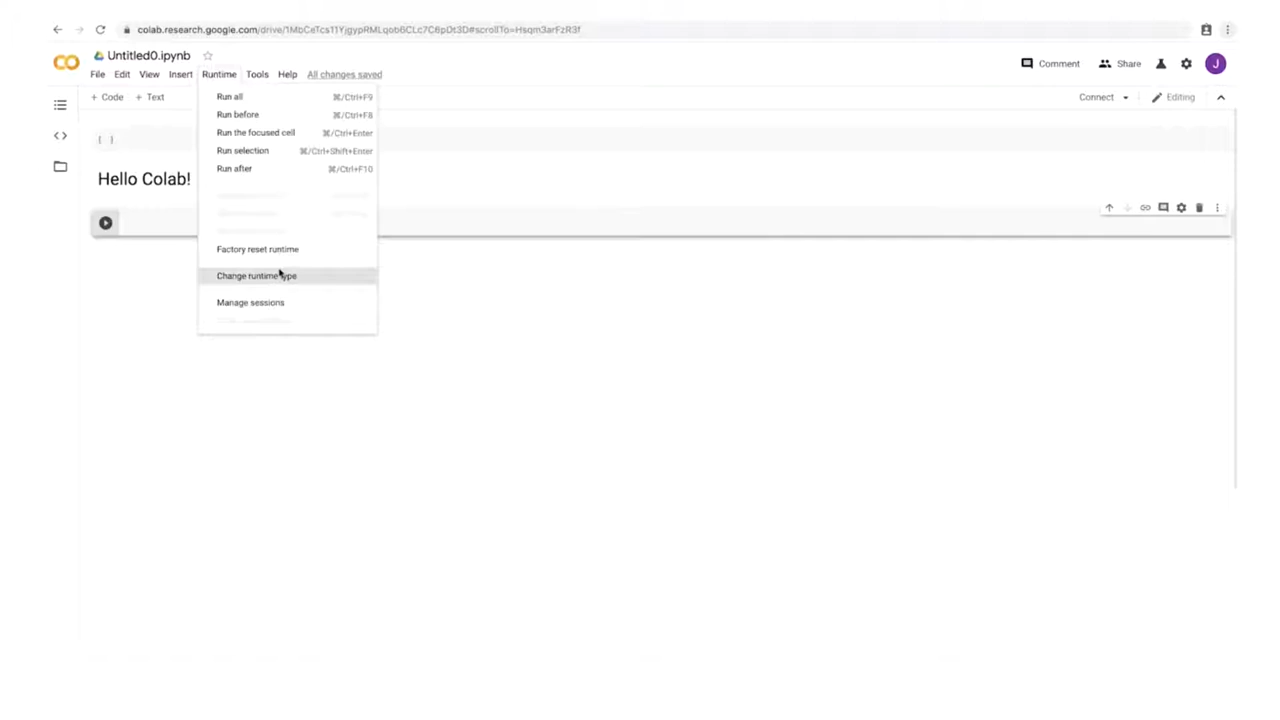 colab.research.google.com/drive/1MbCeTcs11YjgypRMLqob6CLc7C6pDt3D#scrollTo=Hsqm3arFzR3f
Untitled0.ipynb
File Edit View Insert Runtime Tools Help All changes saved
Comment Share J
+ Code + Text
Connect Editing
Run all ⌘/Ctrl+F9
Run before ⌘/Ctrl+F8
Run the focused cell ⌘/Ctrl+Enter
Run selection ⌘/Ctrl+Shift+Enter
Run after ⌘/Ctrl+F10
[ ]
Hello Colab!
Factory reset runtime
Change runtime type
Manage sessions